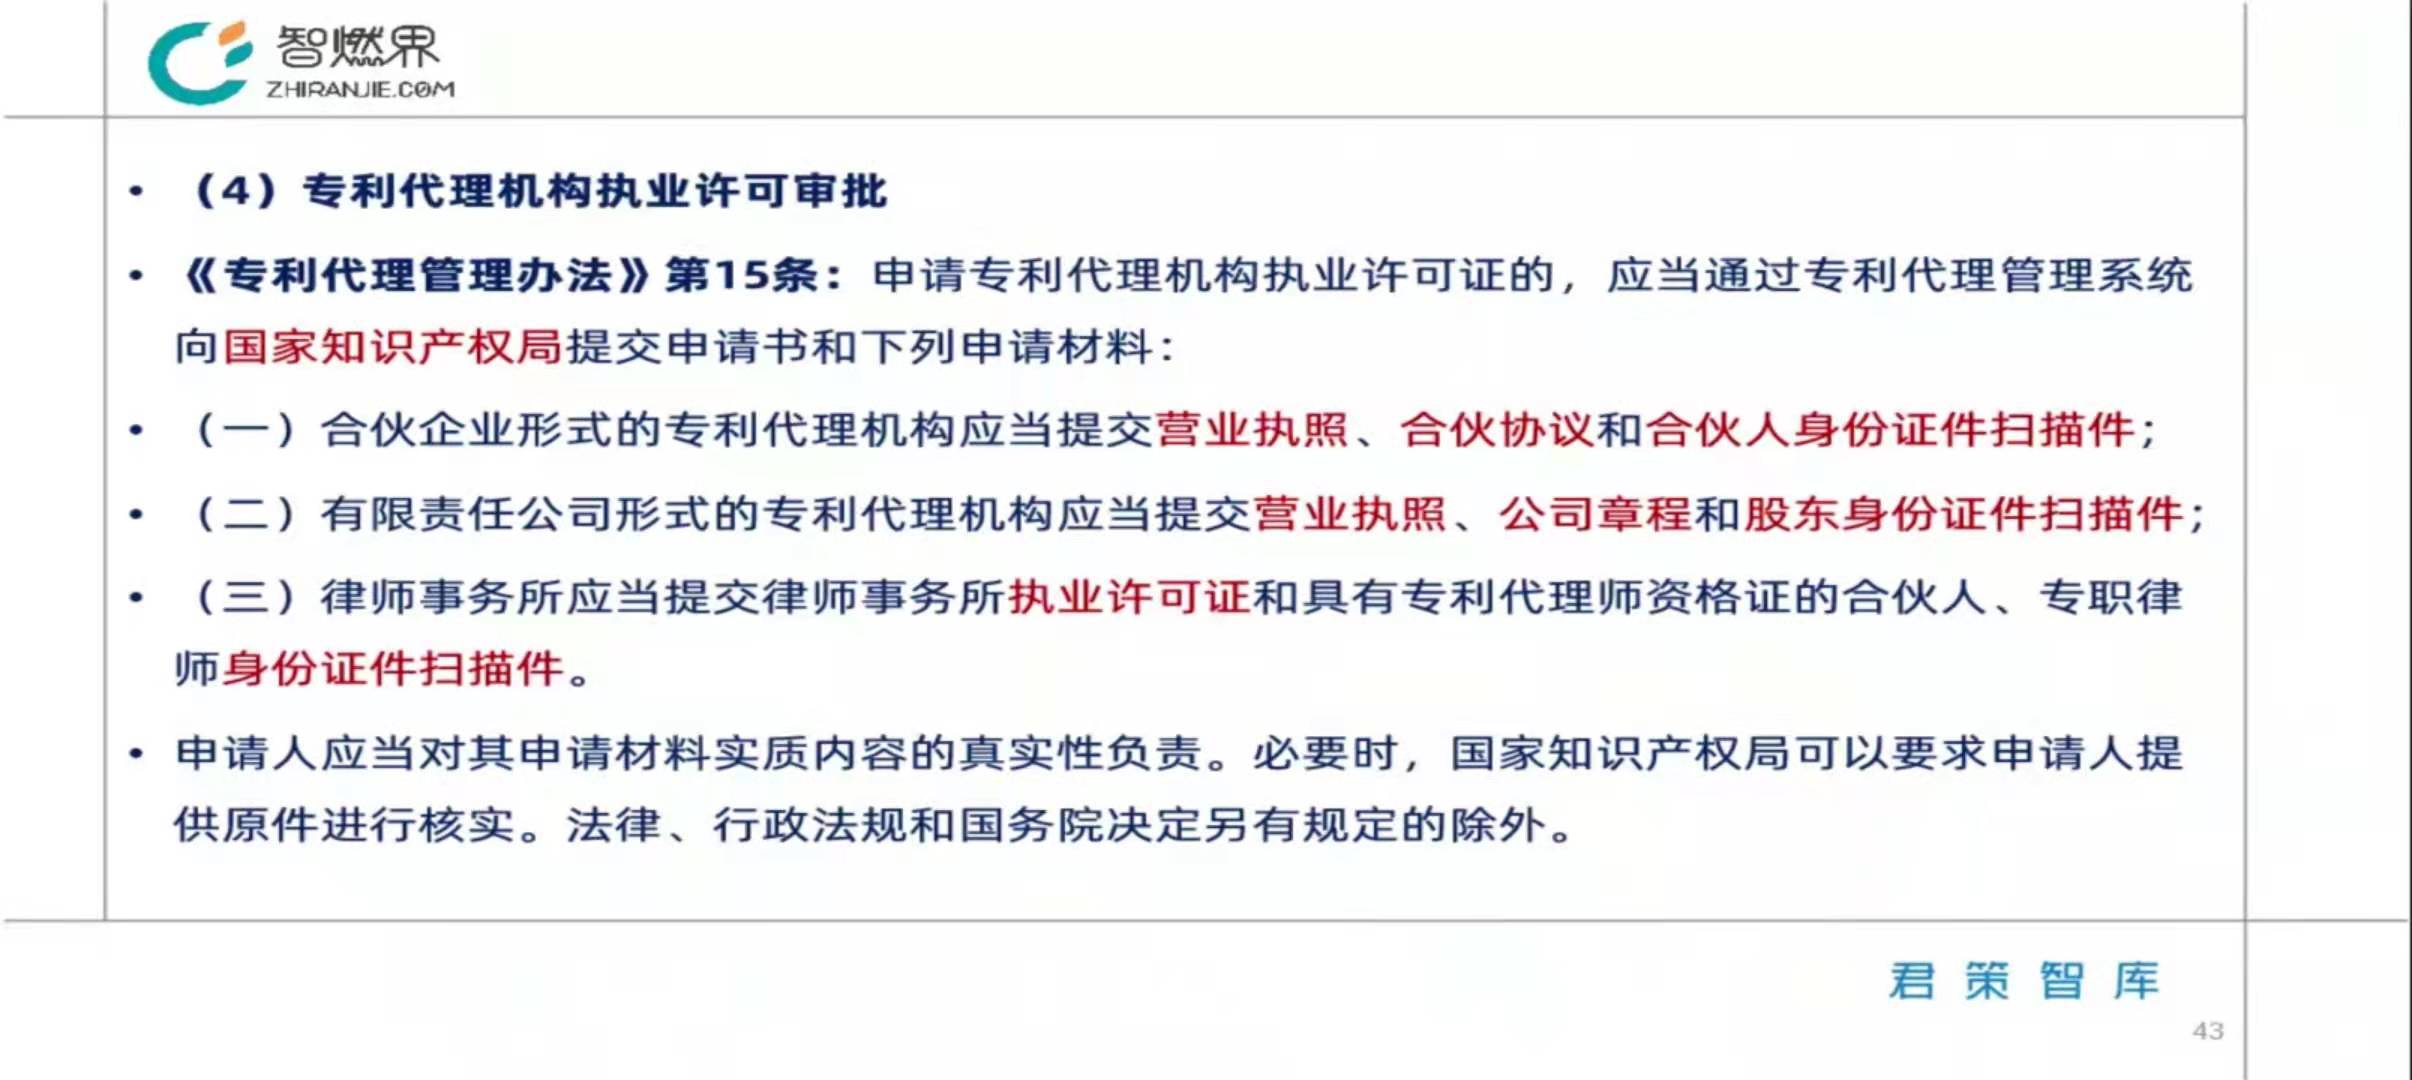 智燃界
ZHIRANJIE.COM
• （4）专利代理机构执业许可审批
• 《专利代理管理办法》第15条：申请专利代理机构执业许可证的，应当通过专利代理管理系统
向国家知识产权局提交申请书和下列申请材料：
• （一）合伙企业形式的专利代理机构应当提交营业执照、合伙协议和合伙人身份证件扫描件；
• （二）有限责任公司形式的专利代理机构应当提交营业执照、公司章程和股东身份证件扫描件；
• （三）律师事务所应当提交律师事务所执业许可证和具有专利代理师资格证的合伙人、专职律
师身份证件扫描件。
• 申请人应当对其申请材料实质内容的真实性负责。必要时，国家知识产权局可以要求申请人提
供原件进行核实。法律、行政法规和国务院决定另有规定的除外。
君策智库
43